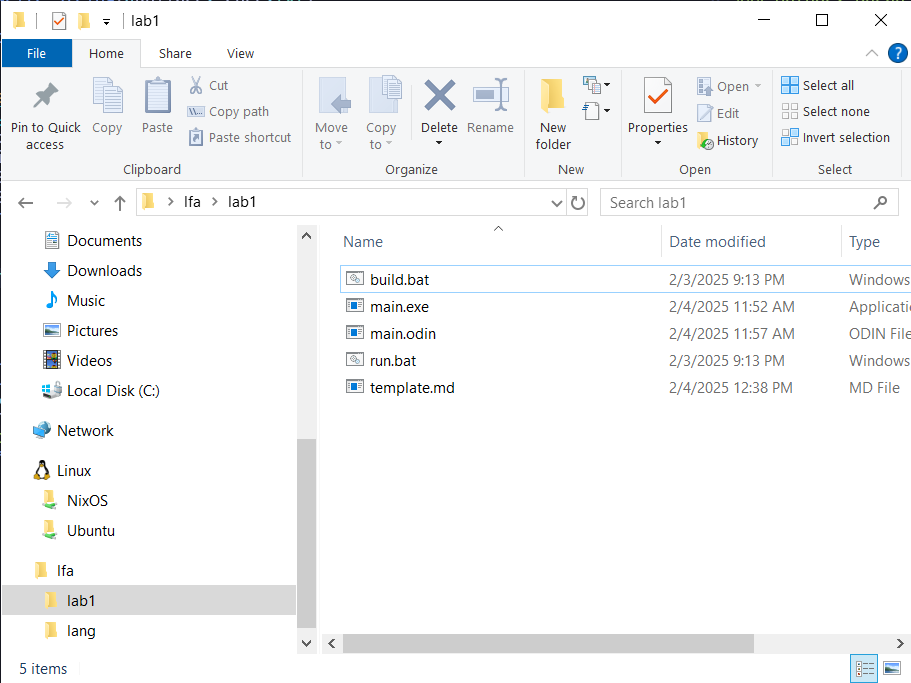 lab1
File Home Share View
Pin to Quick access
Copy
Paste
Cut
Copy path
Paste shortcut
Clipboard
Move to
Copy to
Delete
Rename
Organize
New folder
New
Properties
Open
Edit
History
Open
Select all
Select none
Invert selection
Select
lfa lab1
Search lab1
Documents
Downloads
Music
Pictures
Videos
Local Disk (C:)
Network
Linux
NixOS
Ubuntu
lfa
lab1
lang
Name Date modified Type
build.bat 2/3/2025 9:13 PM Windows
main.exe 2/4/2025 11:52 AM Applicatio
main.odin 2/4/2025 11:57 AM ODIN File
run.bat 2/3/2025 9:13 PM Windows
template.md 2/4/2025 12:38 PM MD File
5 items